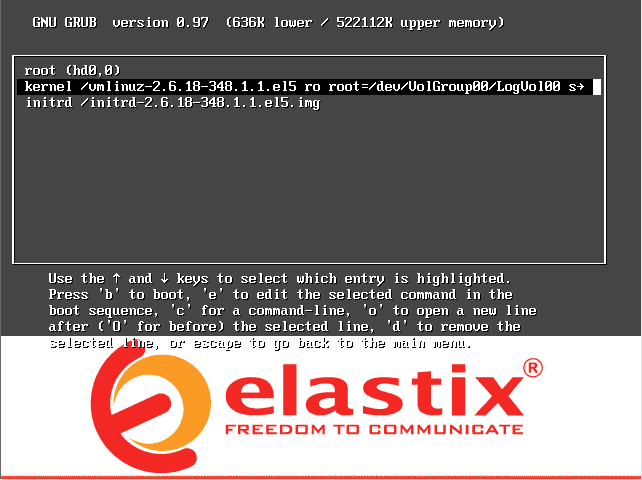 GNU GRUB  version 0.97  (636K lower / 522112K upper memory)
root (hd0,0)
kernel /vmlinuz-2.6.18-348.1.1.el5 ro root=/dev/VolGroup00/LogVol00 s→
initrd /initrd-2.6.18-348.1.1.el5.img
Use the ↑ and ↓ keys to select which entry is highlighted.
Press 'b' to boot, 'e' to edit the selected command in the
boot sequence, 'c' for a command-line, 'o' to open a new line
after ('O' for before) the selected line, 'd' to remove the
selected line, or escape to go back to the main menu.
elastix®
FREEDOM TO COMMUNICATE